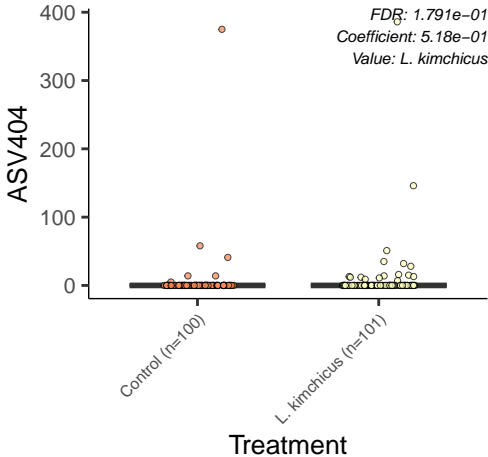 FDR: 1.791e−01
Coefficient: 5.18e−01
Value: L. kimchicus
400
300
200
100
0
ASV404
Control (n=100)
L. kimchicus (n=101)
Treatment